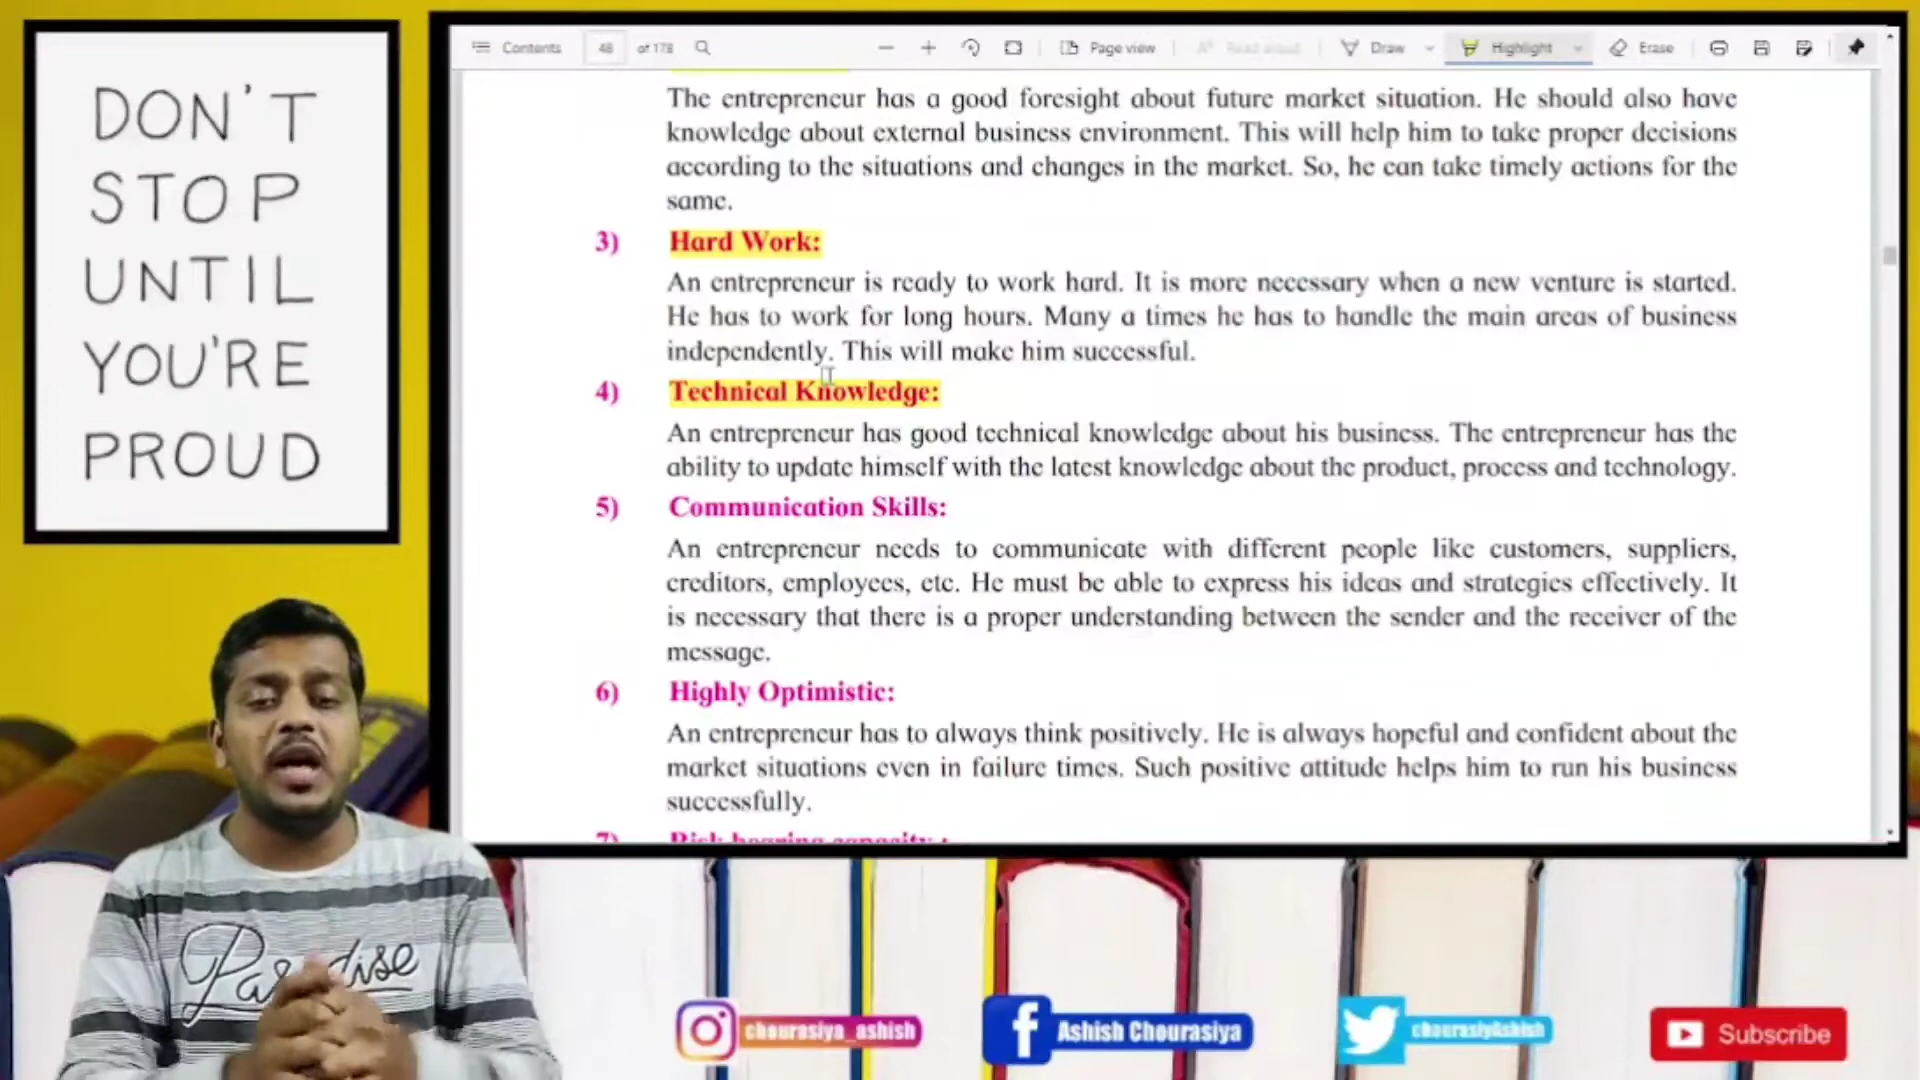 DON'T
STOP
UNTIL
YOU'RE
PROUD
Contents 48 of 178 Page view Read aloud Draw Highlight Erase
The entrepreneur has a good foresight about future market situation. He should also have
knowledge about external business environment. This will help him to take proper decisions
according to the situations and changes in the market. So, he can take timely actions for the
same.
3) Hard Work:
An entrepreneur is ready to work hard. It is more necessary when a new venture is started.
He has to work for long hours. Many a times he has to handle the main areas of business
independently. This will make him successful.
4) Technical Knowledge:
An entrepreneur has good technical knowledge about his business. The entrepreneur has the
ability to update himself with the latest knowledge about the product, process and technology.
5) Communication Skills:
An entrepreneur needs to communicate with different people like customers, suppliers,
creditors, employees, etc. He must be able to express his ideas and strategies effectively. It
is necessary that there is a proper understanding between the sender and the receiver of the
message.
6) Highly Optimistic:
An entrepreneur has to always think positively. He is always hopeful and confident about the
market situations even in failure times. Such positive attitude helps him to run his business
successfully.
7) Risk bearing capacity :
Paradise
chourasiya_ashish Ashish Chourasiya Subscribe